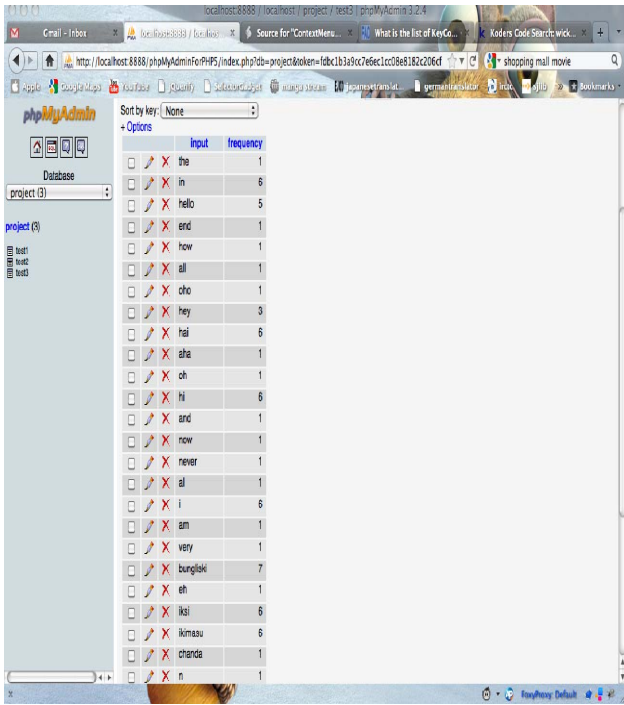 localhost:8888 / localhost / project / test3 | phpMyAdmin 3.2.4
Gmail - Inbox
Source for "ContextMenu...
What is the list of KeyCo...
Koders Code Search: wick...
http://localhost:8888/phpMyAdminForPHP5/index.php?db=project&token=fdbc1b3a9cc7e6ec1cc08e8182c206cf
shopping mall movie
Apple
Google Maps
YouTube
manga stream
japanesetranslat...
germantranslator
Bookmarks
phpMyAdmin
Database
project (3)
project (3)
test1
test2
test3
Sort by key: None
+ Options
input frequency
the 1
in 6
hello 5
end 1
how 1
all 1
oho 1
hey 3
hai 6
aha 1
oh 1
hi 6
and 1
now 1
never 1
al 1
i 6
am 1
very 1
bungliski 7
eh 1
iksi 6
ikimasu 6
chanda 1
n 1
FoxyProxy: Default